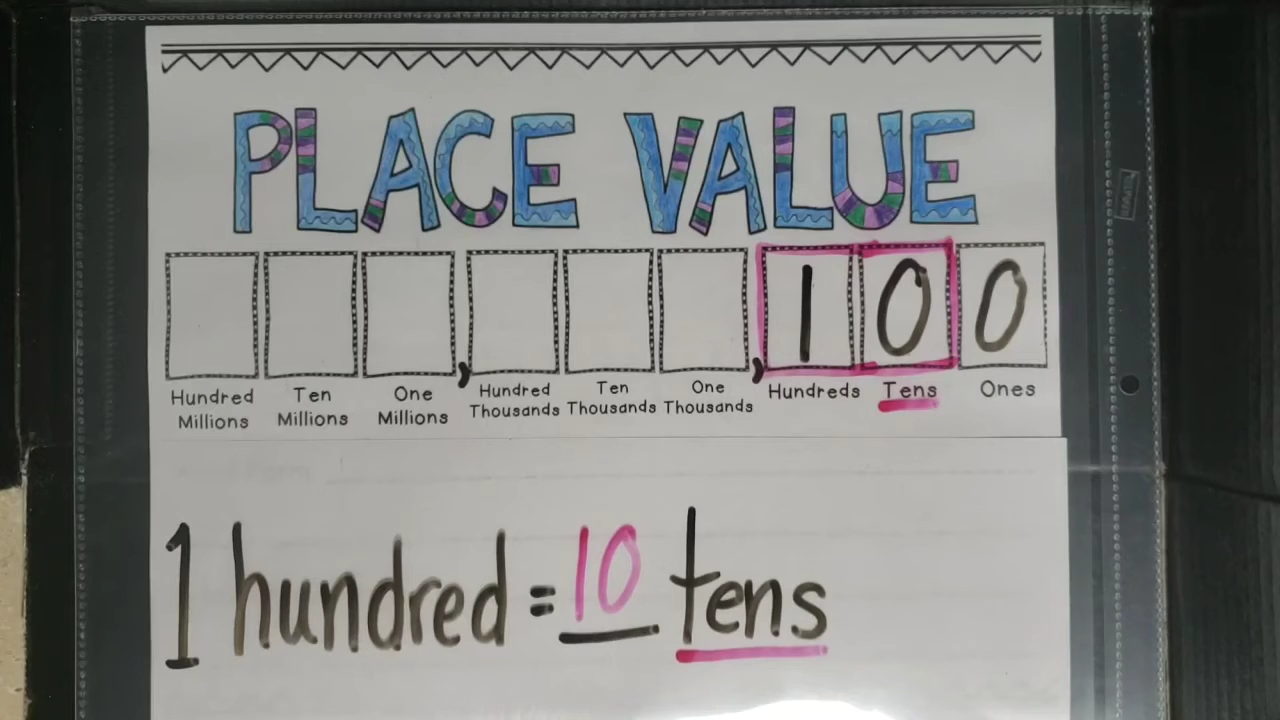 PLACE VALUE
, , 1 0 0
Hundred Millions Ten Millions One Millions Hundred Thousands Ten Thousands One Thousands Hundreds Tens Ones
1 hundred = 10 tens